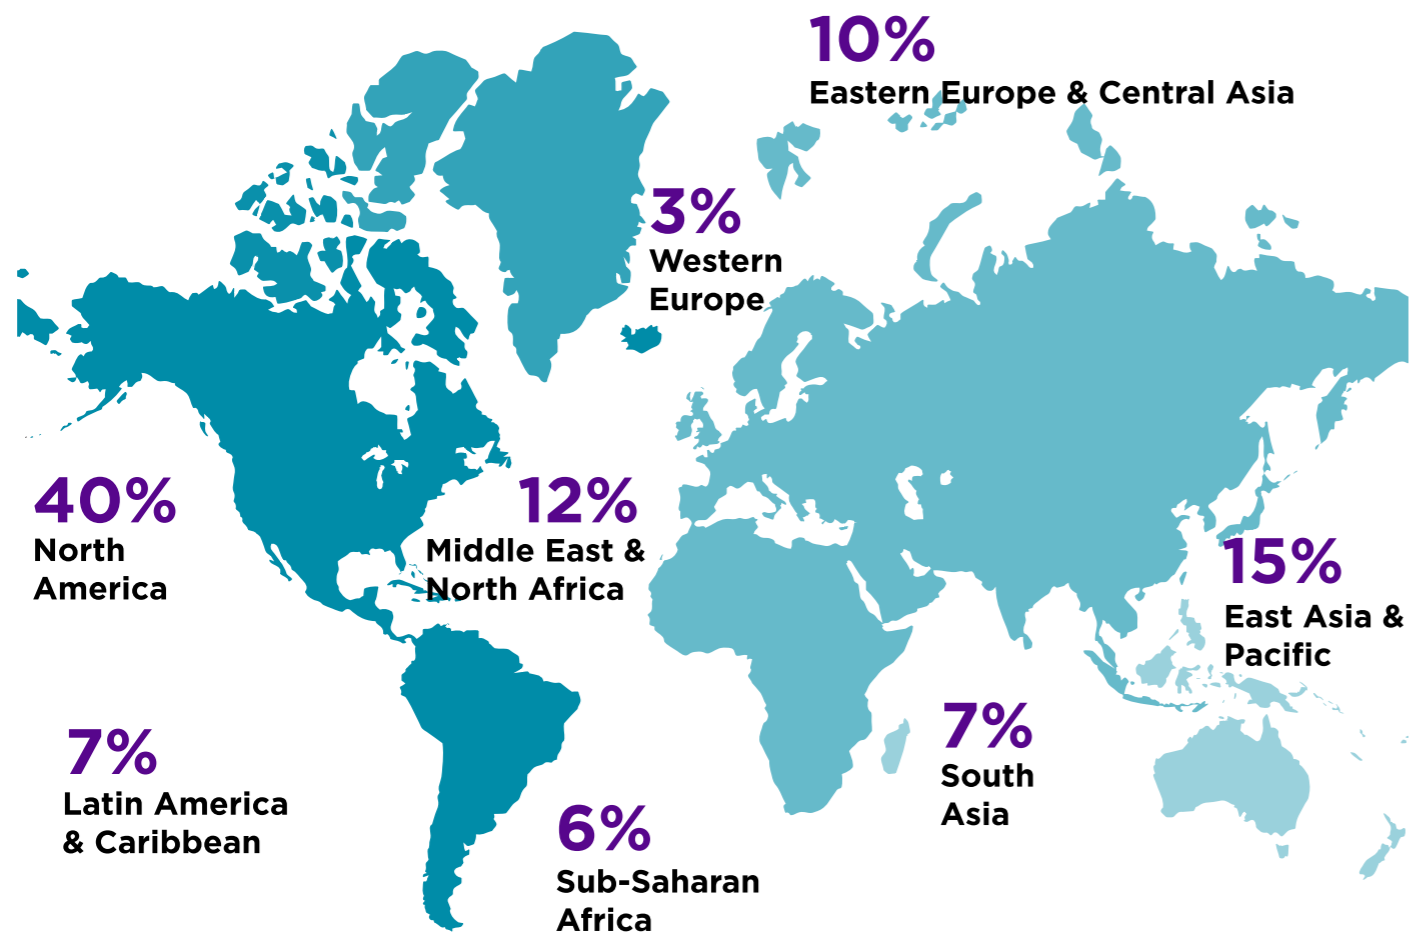 10%
Eastern Europe & Central Asia
3%
Western
Europe
40%
North
America
12%
Middle East &
North Africa
15%
East Asia &
Pacific
7%
South
Asia
7%
Latin America
& Caribbean
6%
Sub-Saharan
Africa